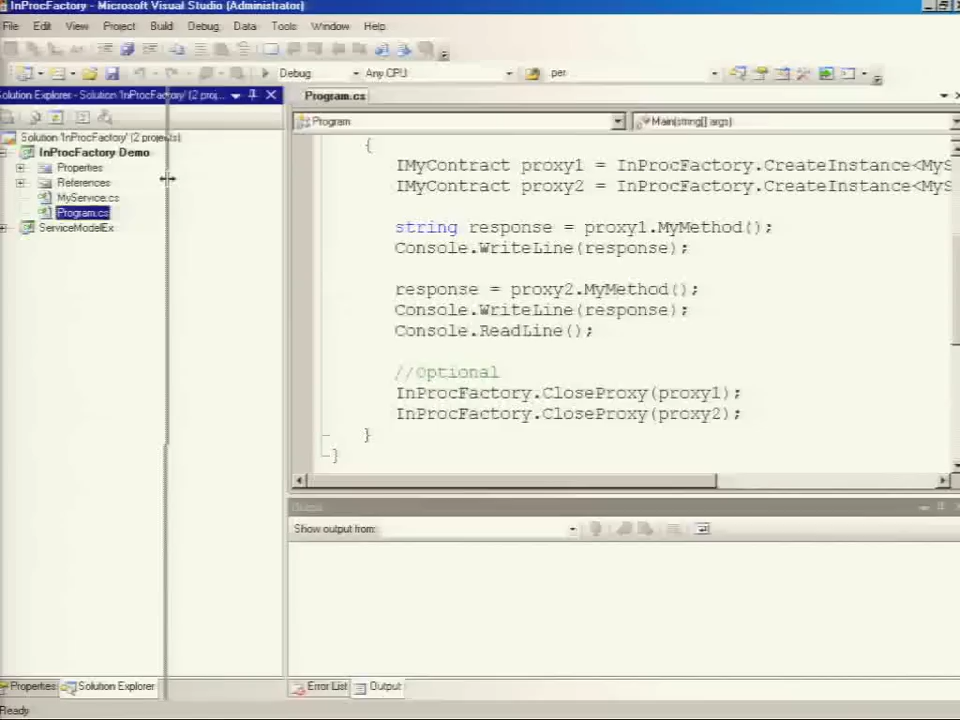 InProcFactory - Microsoft Visual Studio (Administrator)
File Edit View Project Build Debug Data Tools Window Help
Debug Any CPU per
Solution Explorer - Solution 'InProcFactory' (2 proj...
Program.cs
Program Main(string[] args)
Solution 'InProcFactory' (2 projects)
InProcFactory Demo
Properties
References
MyService.cs
Program.cs
ServiceModelEx
{
IMyContract proxy1 = InProcFactory.CreateInstance<MyS
IMyContract proxy2 = InProcFactory.CreateInstance<MyS
string response = proxy1.MyMethod();
Console.WriteLine(response);
response = proxy2.MyMethod();
Console.WriteLine(response);
Console.ReadLine();
//Optional
InProcFactory.CloseProxy(proxy1);
InProcFactory.CloseProxy(proxy2);
}
}
Output
Show output from:
Properties Solution Explorer Error List Output
Ready